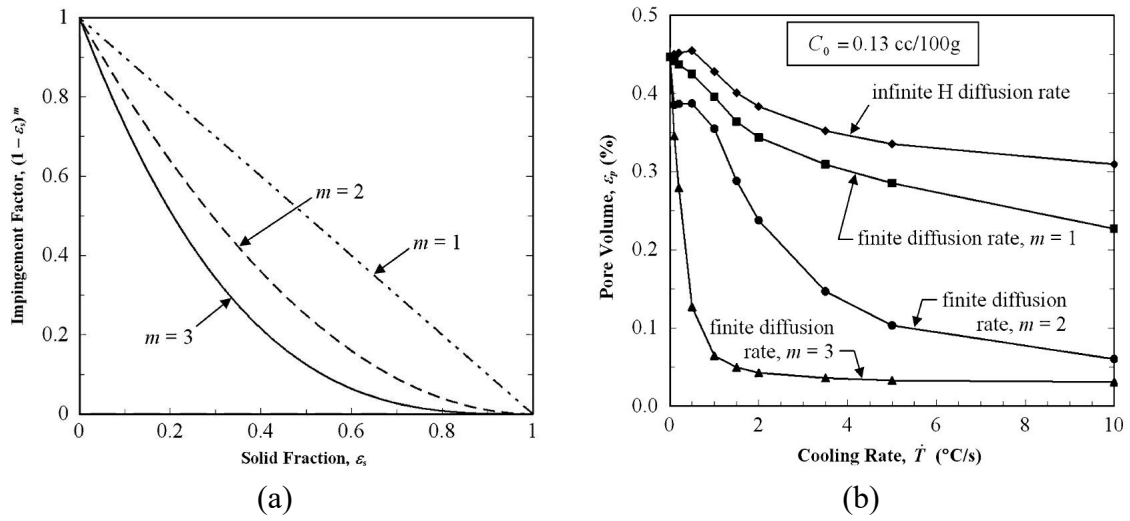 1
0.8
0.6
0.4
0.2
0
Impingement Factor, (1 − εs)^m
m = 2
m = 1
m = 3
0 0.2 0.4 0.6 0.8 1
Solid Fraction, εs
(a)
0.5
0.4
0.3
0.2
0.1
0
Pore Volume, εp (%)
C0 = 0.13 cc/100g
infinite H diffusion rate
finite diffusion rate, m = 1
finite diffusion
rate, m = 2
finite diffusion
rate, m = 3
0 2 4 6 8 10
Cooling Rate, Ṫ (°C/s)
(b)